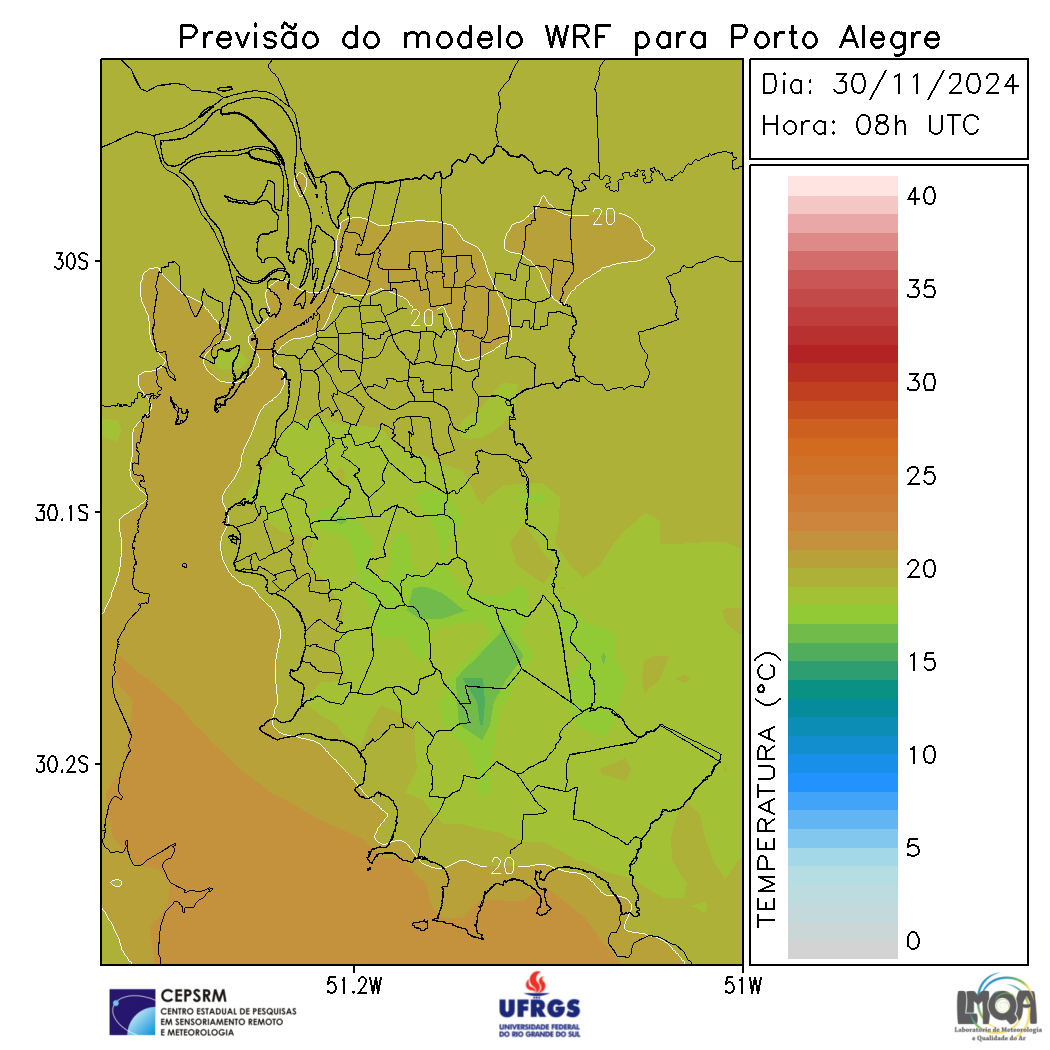 Previsão do modelo WRF para Porto Alegre
Dia: 30/11/2024
Hora: 08h UTC
40
35
30
25
20
15
10
5
0
TEMPERATURA (°C)
30S
30.1S
30.2S
51.2W
51W
20
20
20
CEPSRM
CENTRO ESTADUAL DE PESQUISAS
EM SENSORIAMENTO REMOTO
E METEOROLOGIA
UFRGS
UNIVERSIDADE FEDERAL
DO RIO GRANDE DO SUL
LMQA
Laboratório de Meteorologia
e Qualidade do Ar